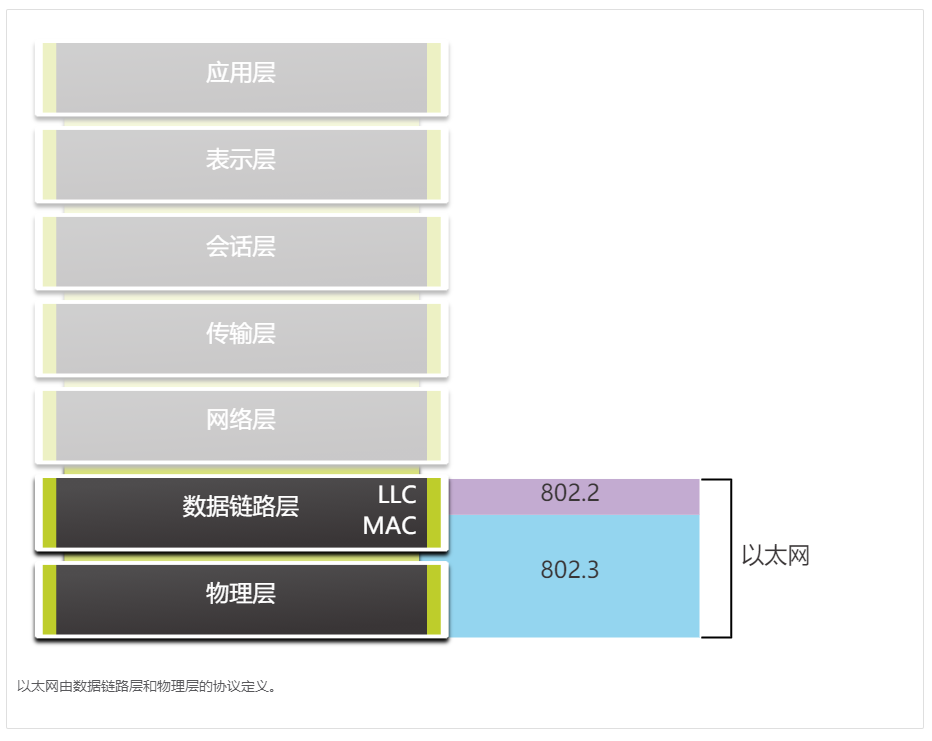 应用层
表示层
会话层
传输层
网络层
数据链路层
LLC
MAC
802.2
802.3
以太网
物理层
以太网由数据链路层和物理层的协议定义。